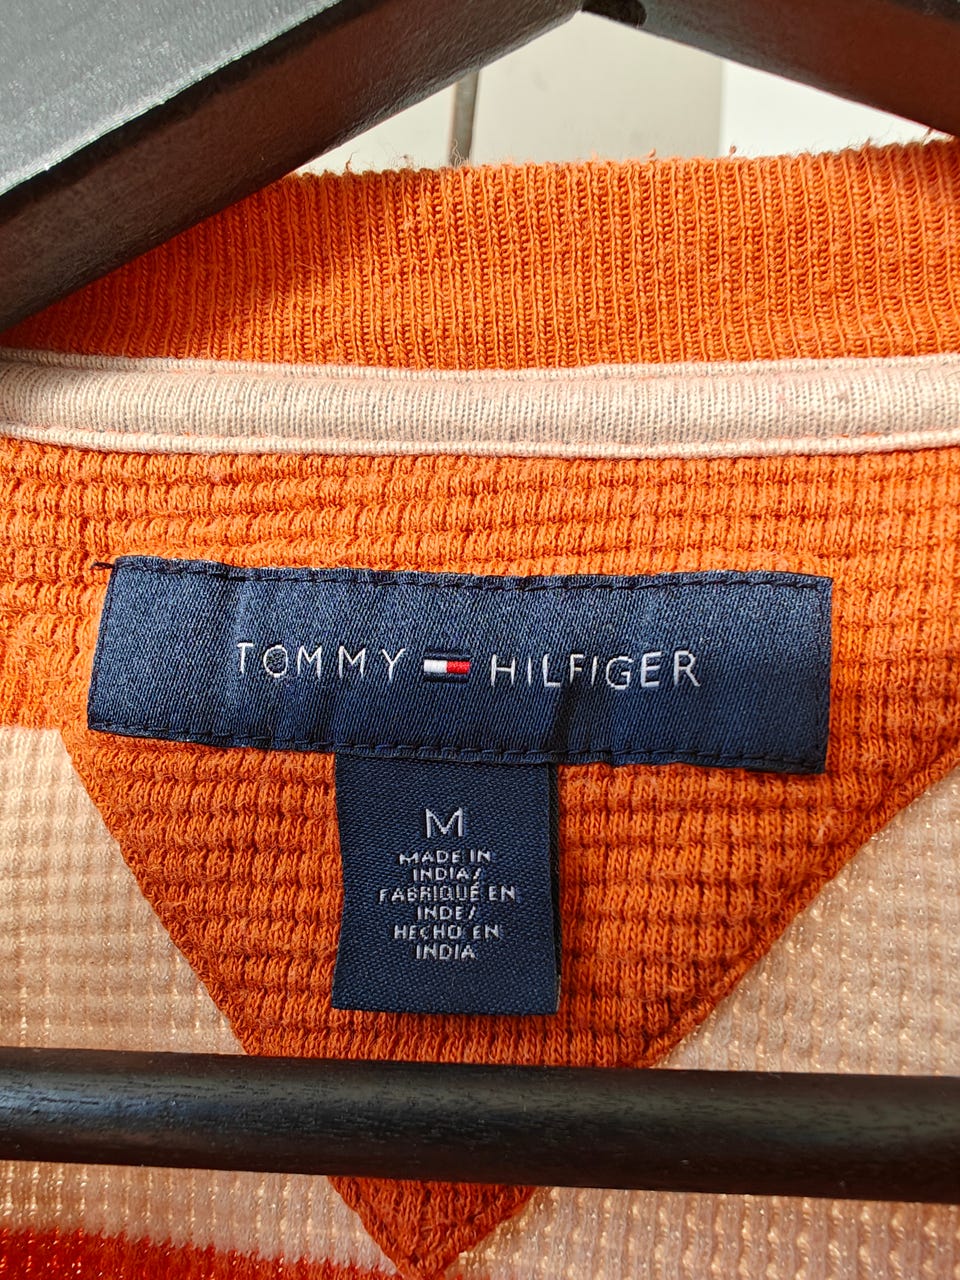 TOMMY HILFIGER
M
MADE IN
INDIA/
FABRIQUÉ EN
INDE/
HECHO EN
INDIA